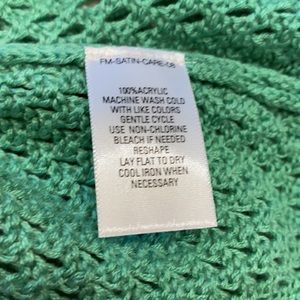 FM-SATIN-CARE-08
100%ACRYLIC
MACHINE WASH COLD
WITH LIKE COLORS
GENTLE CYCLE
USE NON-CHLORINE
BLEACH IF NEEDED
RESHAPE
LAY FLAT TO DRY
COOL IRON WHEN
NECESSARY